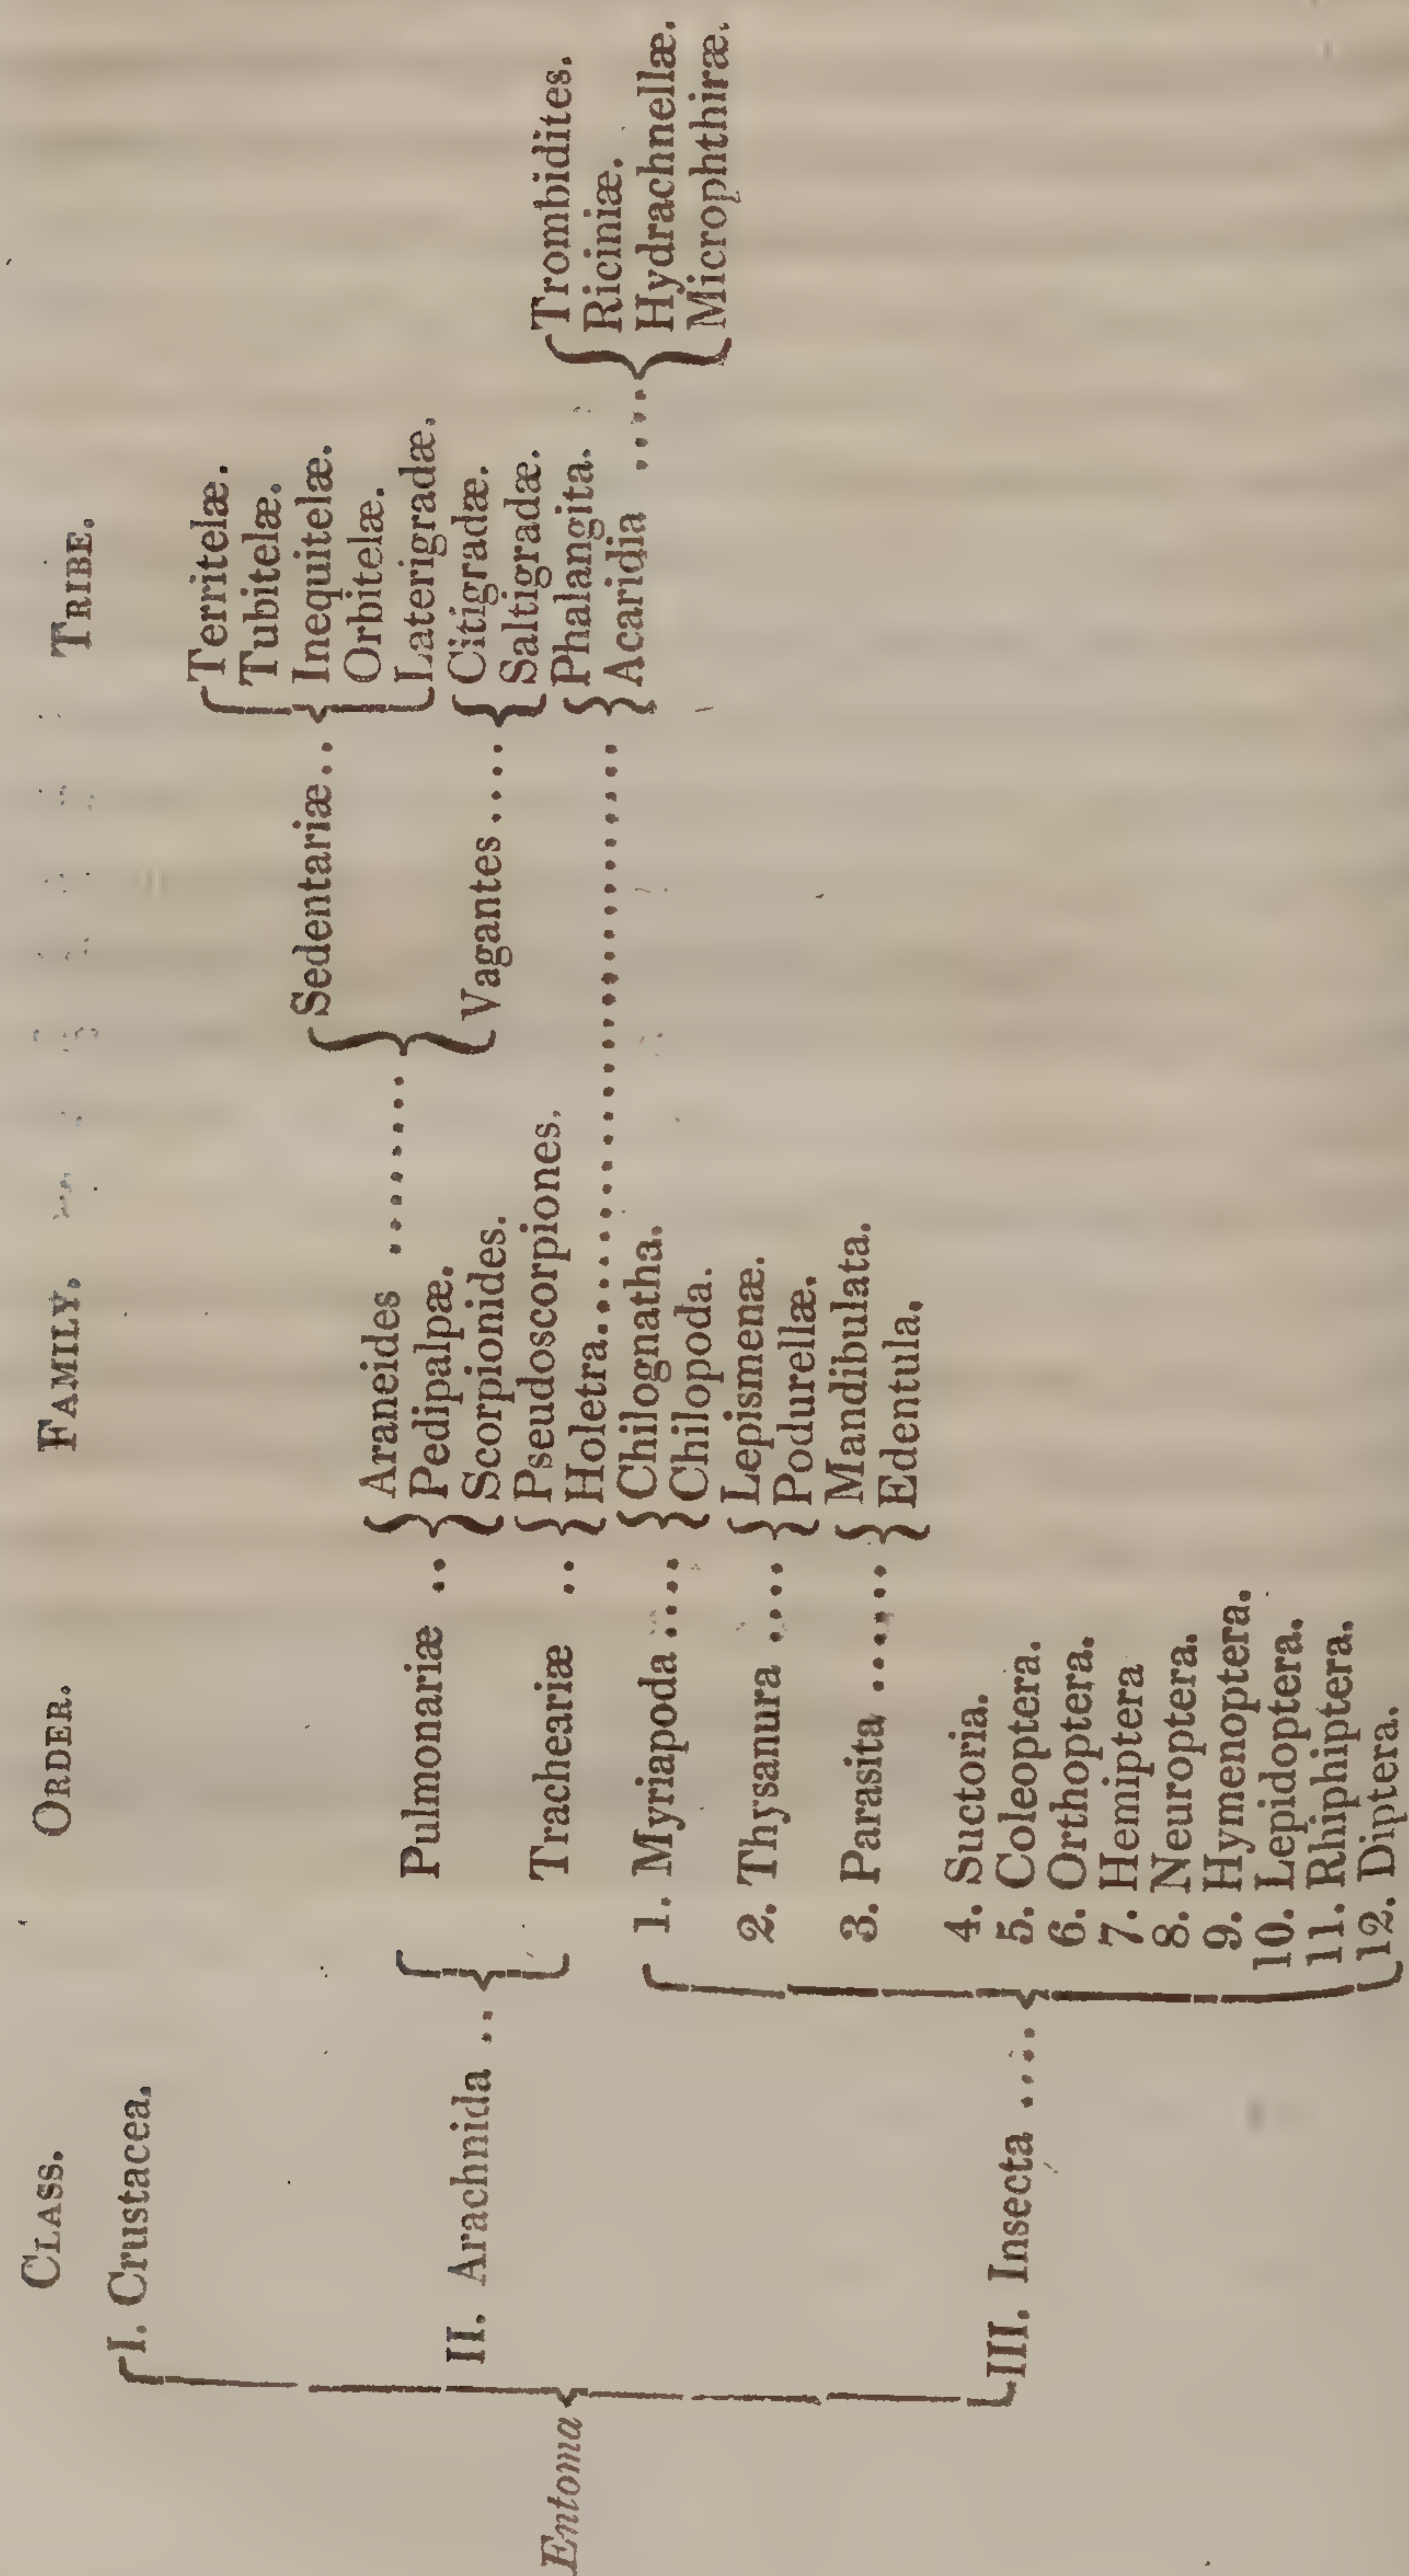 CLASS. ORDER. FAMILY. TRIBE.
I. Crustacea.
Territelæ.
Tubitelæ.
Sedentariæ.. Inequitelæ.
Orbitelæ.
Araneides ....... Laterigradæ.
Pulmonariæ .. Pedipalpæ. Vagantes.... Citigradæ.
II. Arachnida .. Scorpionides. Saltigradæ.
Tracheariæ .. Pseudoscorpiones. Phalangita. Trombidites.
Holetra.......................... Acaridia .... Riciniæ.
1. Myriapoda .... Chilognatha. Hydrachnellæ.
Chilopoda. Microphthiræ.
Entoma
2. Thysanura .... Lepismenæ.
Podurellæ.
3. Parasita ...... Mandibulata.
Edentula.
4. Suctoria.
III. Insecta .... 5. Coleoptera.
6. Orthoptera.
7. Hemiptera
8. Neuroptera.
9. Hymenoptera.
10. Lepidoptera.
11. Rhiphiptera.
12. Diptera.